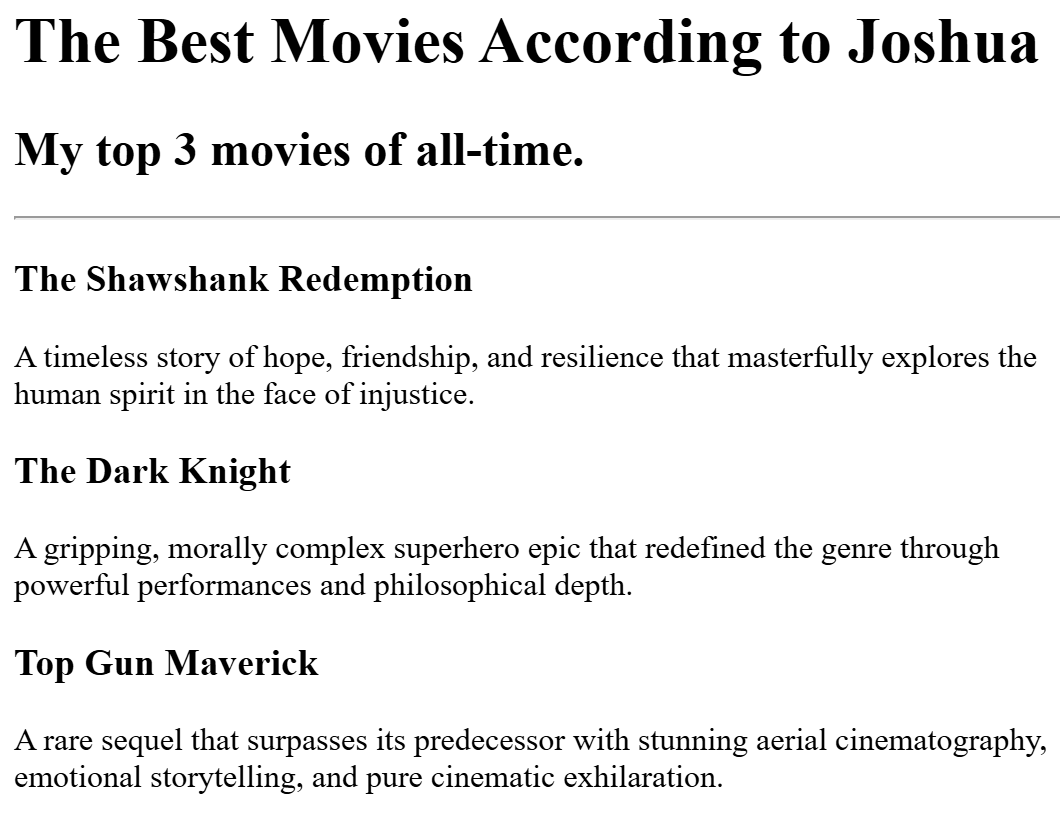 The Best Movies According to Joshua
My top 3 movies of all-time.
The Shawshank Redemption
A timeless story of hope, friendship, and resilience that masterfully explores the
human spirit in the face of injustice.
The Dark Knight
A gripping, morally complex superhero epic that redefined the genre through
powerful performances and philosophical depth.
Top Gun Maverick
A rare sequel that surpasses its predecessor with stunning aerial cinematography,
emotional storytelling, and pure cinematic exhilaration.